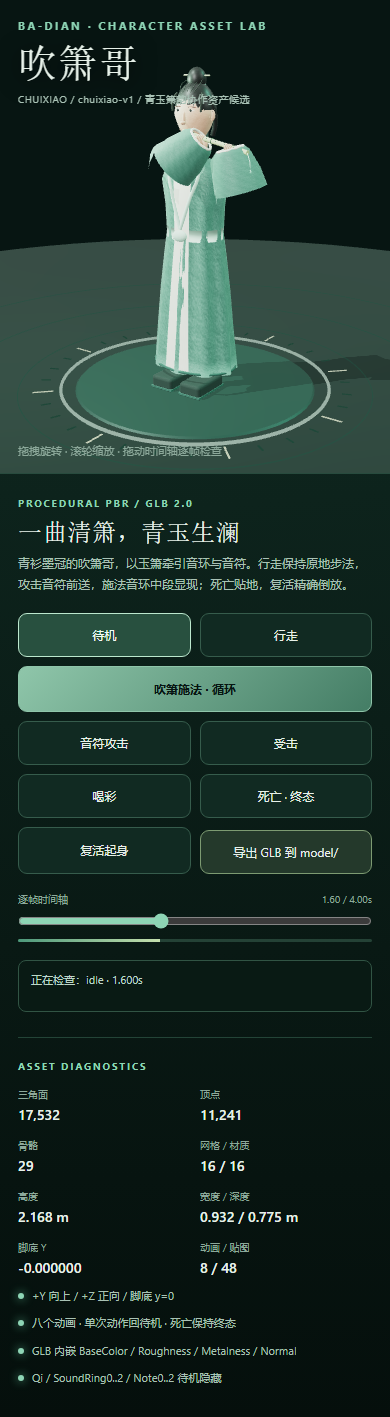 BA-DIAN · CHARACTER ASSET LAB
吹箫哥
CHUIXIAO / chuixiao-v1 / 青玉箫 作资产候选
拖拽旋转 · 滚轮缩放 · 拖动时间轴逐帧检查
PROCEDURAL PBR / GLB 2.0
一曲清箫，青玉生澜
青衫墨冠的吹箫哥，以玉箫牵引音环与音符。行走保持原地步法，
攻击音符前送，施法音环中段显现；死亡贴地，复活精确倒放。
待机
行走
吹箫施法 · 循环
音符攻击
受击
喝彩
死亡 · 终态
复活起身
导出 GLB 到 model/
逐帧时间轴
1.60 / 4.00s
正在检查：idle · 1.600s
ASSET DIAGNOSTICS
三角面
顶点
17,532
11,241
骨骼
网格 / 材质
29
16 / 16
高度
宽度 / 深度
2.168 m
0.932 / 0.775 m
脚底 Y
动画 / 贴图
-0.000000
8 / 48
+Y 向上 / +Z 正向 / 脚底 y=0
八个动画 · 单次动作回待机 · 死亡保持终态
GLB 内嵌 BaseColor / Roughness / Metalness / Normal
Qi / SoundRing0..2 / Note0..2 待机隐藏